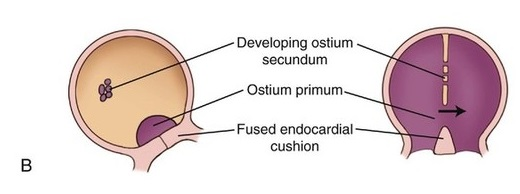 Developing ostium
secundum
Ostium primum
Fused endocardial
cushion
B